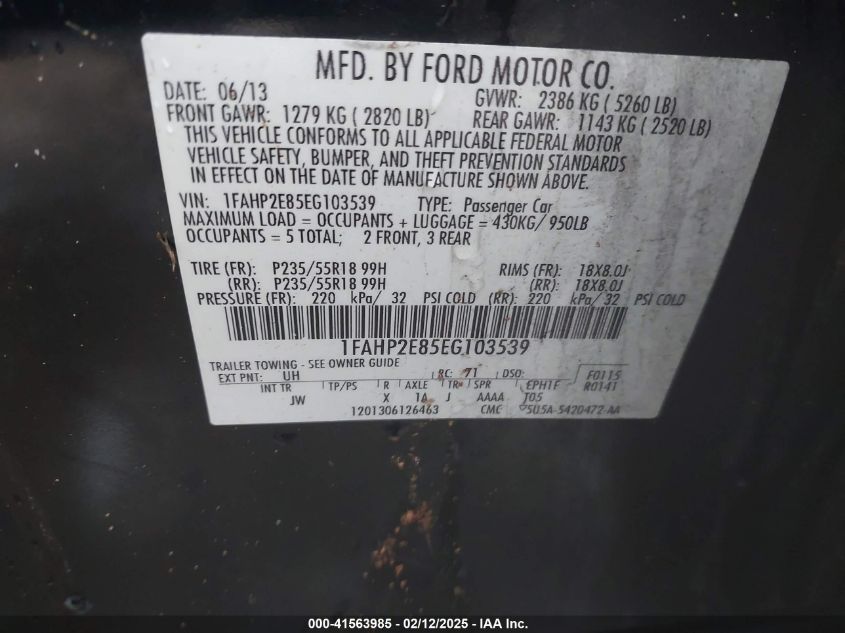 MFD. BY FORD MOTOR CO.
DATE: 06/13 GVWR: 2386 KG ( 5260 LB)
FRONT GAWR: 1279 KG ( 2820 LB) REAR GAWR: 1143 KG ( 2520 LB)
THIS VEHICLE CONFORMS TO ALL APPLICABLE FEDERAL MOTOR
VEHICLE SAFETY, BUMPER, AND THEFT PREVENTION STANDARDS
IN EFFECT ON THE DATE OF MANUFACTURE SHOWN ABOVE.
VIN: 1FAHP2E85EG103539 TYPE: Passenger Car
MAXIMUM LOAD = OCCUPANTS + LUGGAGE = 430KG/ 950LB
OCCUPANTS = 5 TOTAL; 2 FRONT, 3 REAR
TIRE (FR): P235/55R18 99H RIMS (FR): 18X8.0J
(RR): P235/55R18 99H (RR): 18X8.0J
PRESSURE (FR): 220 kPa/ 32 PSI COLD (RR): 220 kPa/ 32 PSI COLD
1FAHP2E85EG103539
TRAILER TOWING - SEE OWNER GUIDE
EXT PNT: UH RC: 71 DSO: F0115
INT TR TP/PS R AXLE TR SPR R0141
JW X J AAAA
1201306126463 CMC 5U5A-5420472-AA
000-41563985 - 02/12/2025 - IAA Inc.